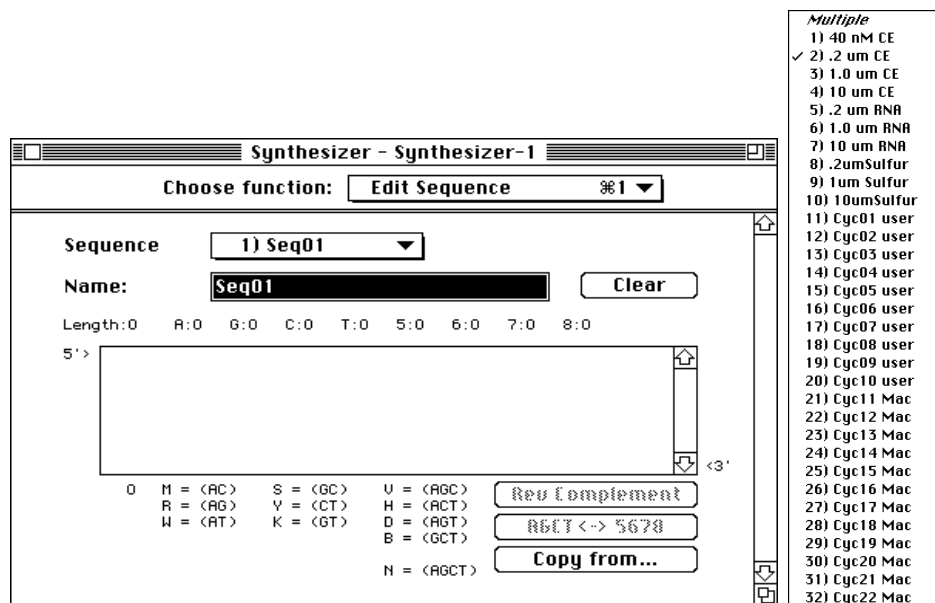 Synthesizer - Synthesizer-1
Choose function: Edit Sequence ⌘1
Sequence 1) Seq01
Name: Seq01 Clear
Length:0 A:0 G:0 C:0 T:0 5:0 6:0 7:0 8:0
5'>
<3'
0 M = (AC) S = (GC) V = (AGC) Rev Complement
R = (AG) Y = (CT) H = (ACT)
W = (AT) K = (GT) D = (AGT) AGCT <-> 5678
B = (GCT)
Copy from...
N = (AGCT)
Multiple
1) 40 nM CE
✓ 2) .2 um CE
3) 1.0 um CE
4) 10 um CE
5) .2 um RNA
6) 1.0 um RNA
7) 10 um RNA
8) .2umSulfur
9) 1um Sulfur
10) 10umSulfur
11) Cyc01 user
12) Cyc02 user
13) Cyc03 user
14) Cyc04 user
15) Cyc05 user
16) Cyc06 user
17) Cyc07 user
18) Cyc08 user
19) Cyc09 user
20) Cyc10 user
21) Cyc11 Mac
22) Cyc12 Mac
23) Cyc13 Mac
24) Cyc14 Mac
25) Cyc15 Mac
26) Cyc16 Mac
27) Cyc17 Mac
28) Cyc18 Mac
29) Cyc19 Mac
30) Cyc20 Mac
31) Cyc21 Mac
32) Cyc22 Mac